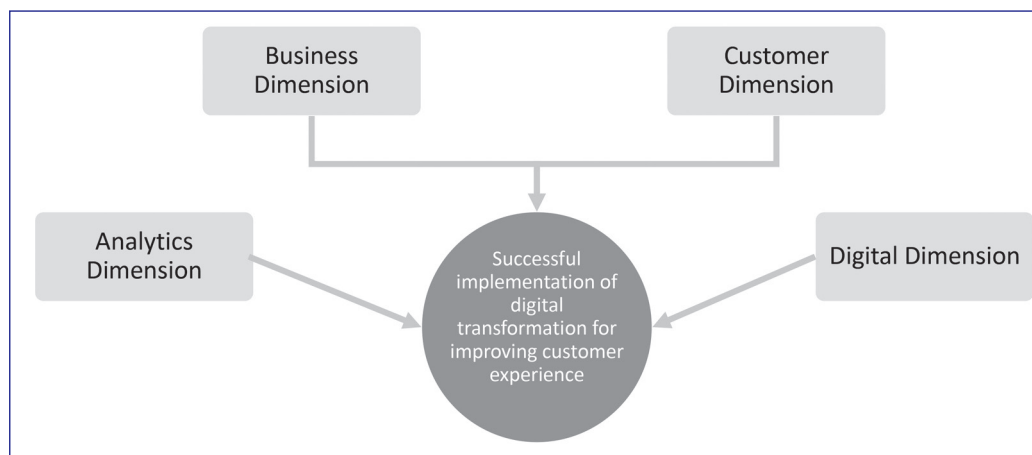 Business
Dimension
Customer
Dimension
Analytics
Dimension
Digital Dimension
Successful
implementation of
digital
transformation for
improving customer
experience